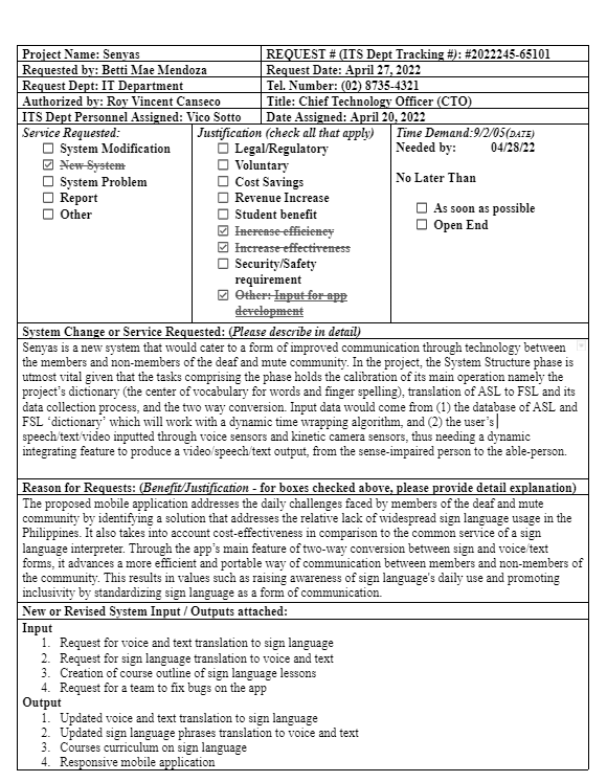 Project Name: Senyas REQUEST # (ITS Dept Tracking #): #2022245-65101
Requested by: Betti Mae Mendoza Request Date: April 27, 2022
Request Dept: IT Department Tel. Number: (02) 8735-4321
Authorized by: Roy Vincent Canseco Title: Chief Technology Officer (CTO)
ITS Dept Personnel Assigned: Vico Sotto Date Assigned: April 20, 2022
Service Requested:
☐ System Modification
☑ New System
☐ System Problem
☐ Report
☐ Other
Justification (check all that apply)
☐ Legal/Regulatory
☐ Voluntary
☐ Cost Savings
☐ Revenue Increase
☐ Student benefit
☑ Increase efficiency
☑ Increase effectiveness
☐ Security/Safety
requirement
☑ Other: Input for app
development
Time Demand:9/2/05(DATE)
Needed by: 04/28/22
No Later Than
☐ As soon as possible
☐ Open End
System Change or Service Requested: (Please describe in detail)
Senyas is a new system that would cater to a form of improved communication through technology between
the members and non-members of the deaf and mute community. In the project, the System Structure phase is
utmost vital given that the tasks comprising the phase holds the calibration of its main operation namely the
project's dictionary (the center of vocabulary for words and finger spelling), translation of ASL to FSL and its
data collection process, and the two way conversion. Input data would come from (1) the database of ASL and
FSL 'dictionary' which will work with a dynamic time wrapping algorithm, and (2) the user's
speech/text/video inputted through voice sensors and kinetic camera sensors, thus needing a dynamic
integrating feature to produce a video/speech/text output, from the sense-impaired person to the able-person.
Reason for Requests: (Benefit/Justification - for boxes checked above, please provide detail explanation)
The proposed mobile application addresses the daily challenges faced by members of the deaf and mute
community by identifying a solution that addresses the relative lack of widespread sign language usage in the
Philippines. It also takes into account cost-effectiveness in comparison to the common service of a sign
language interpreter. Through the app's main feature of two-way conversion between sign and voice/text
forms, it advances a more efficient and portable way of communication between members and non-members of
the community. This results in values such as raising awareness of sign language's daily use and promoting
inclusivity by standardizing sign language as a form of communication.
New or Revised System Input / Outputs attached:
Input
1. Request for voice and text translation to sign language
2. Request for sign language translation to voice and text
3. Creation of course outline of sign language lessons
4. Request for a team to fix bugs on the app
Output
1. Updated voice and text translation to sign language
2. Updated sign language phrases translation to voice and text
3. Courses curriculum on sign language
4. Responsive mobile application